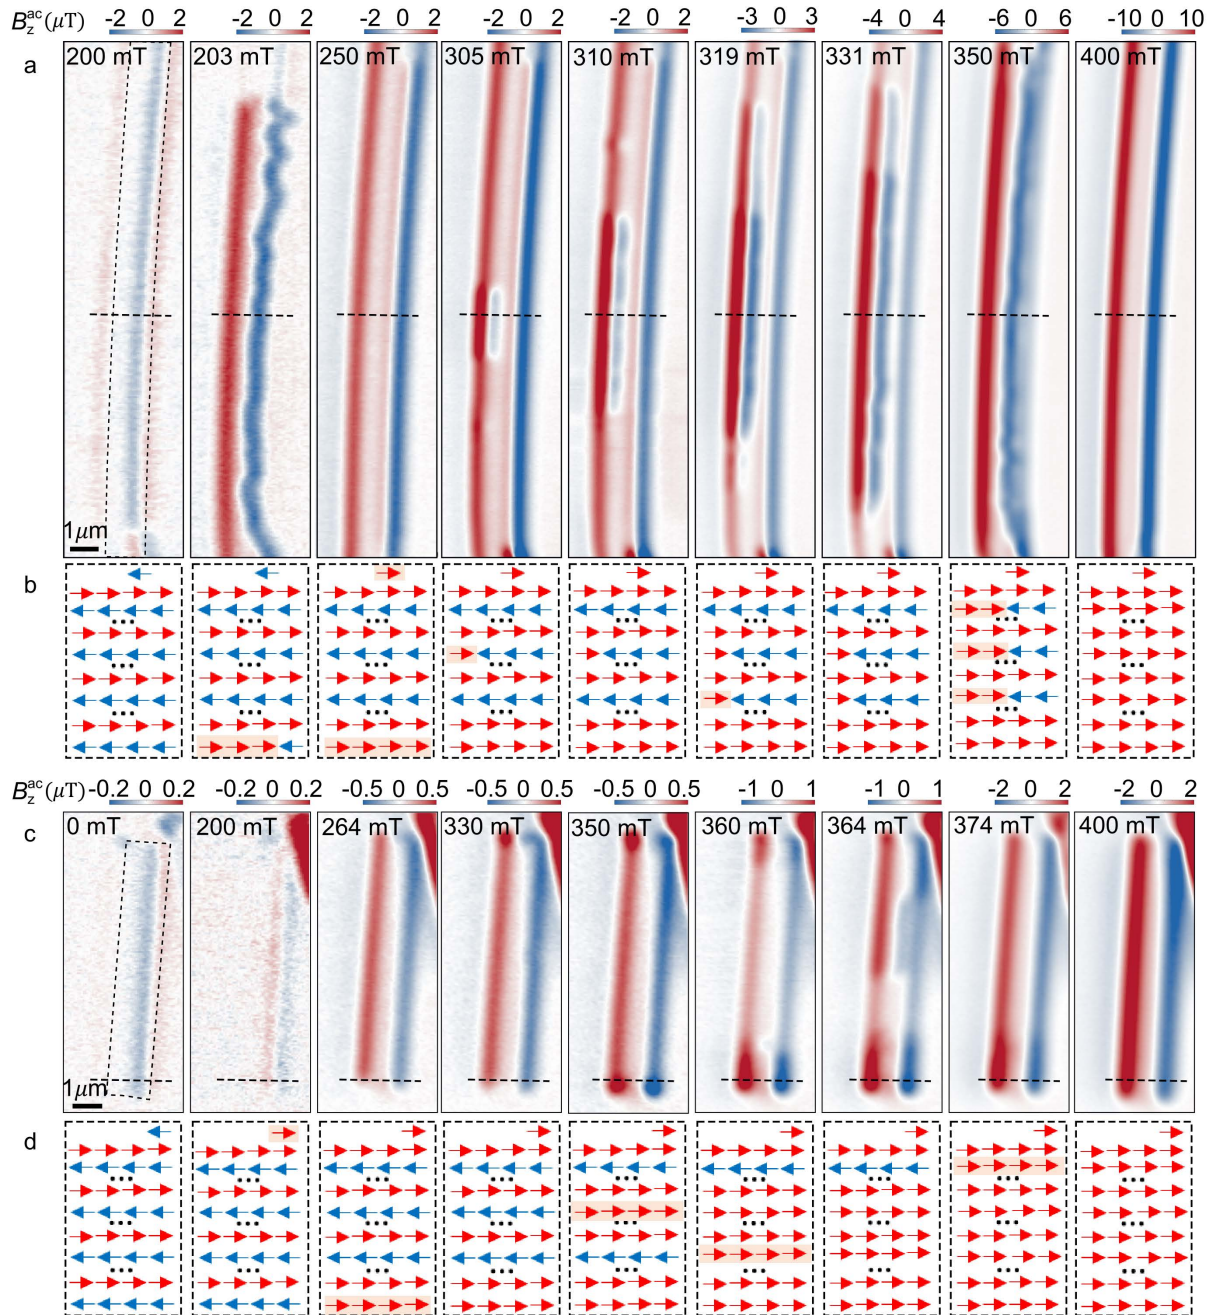 B_z^ac(μT) -2 0 2 -2 0 2 -2 0 2 -2 0 2 -2 0 2 -3 0 3 -4 0 4 -6 0 6 -10 0 10
a 200 mT 203 mT 250 mT 305 mT 310 mT 319 mT 331 mT 350 mT 400 mT
1μm
b
B_z^ac(μT) -0.2 0 0.2 -0.2 0 0.2 -0.5 0 0.5 -0.5 0 0.5 -0.5 0 0.5 -1 0 1 -1 0 1 -2 0 2 -2 0 2
c 0 mT 200 mT 264 mT 330 mT 350 mT 360 mT 364 mT 374 mT 400 mT
1μm
d